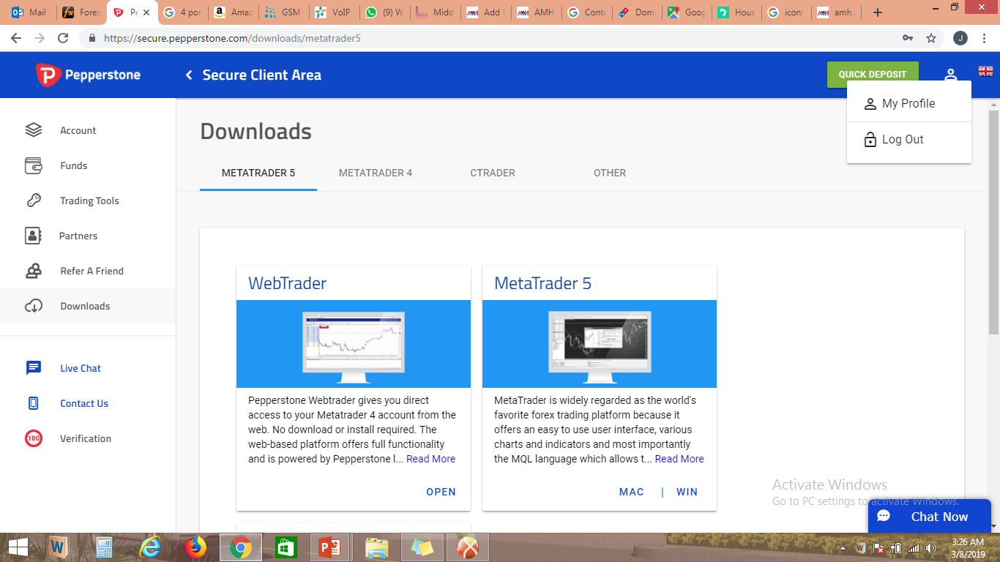 Mail -
Forex
Pe
4 por
Amaz
GSM
VoIP
(9) W
Midd
Add N
AMH
Conte
Dom
Goog
Hous
icon
amh.
https://secure.pepperstone.com/downloads/metatrader5
J
Pepperstone
Secure Client Area
QUICK DEPOSIT
My Profile
Log Out
Account
Funds
Trading Tools
Partners
Refer A Friend
Downloads
Live Chat
Contact Us
100
Verification
Downloads
METATRADER 5
METATRADER 4
CTRADER
OTHER
WebTrader
Pepperstone Webtrader gives you direct
access to your Metatrader 4 account from the
web. No download or install required. The
web-based platform offers full functionality
and is powered by Pepperstone l... Read More
OPEN
MetaTrader 5
MetaTrader is widely regarded as the world's
favorite forex trading platform because it
offers an easy to use user interface, various
charts and indicators and most importantly
the MQL language which allows t... Read More
MAC | WIN
Activate Windows
Go to PC settings to activate Windows.
Chat Now
3:26 AM
3/8/2019